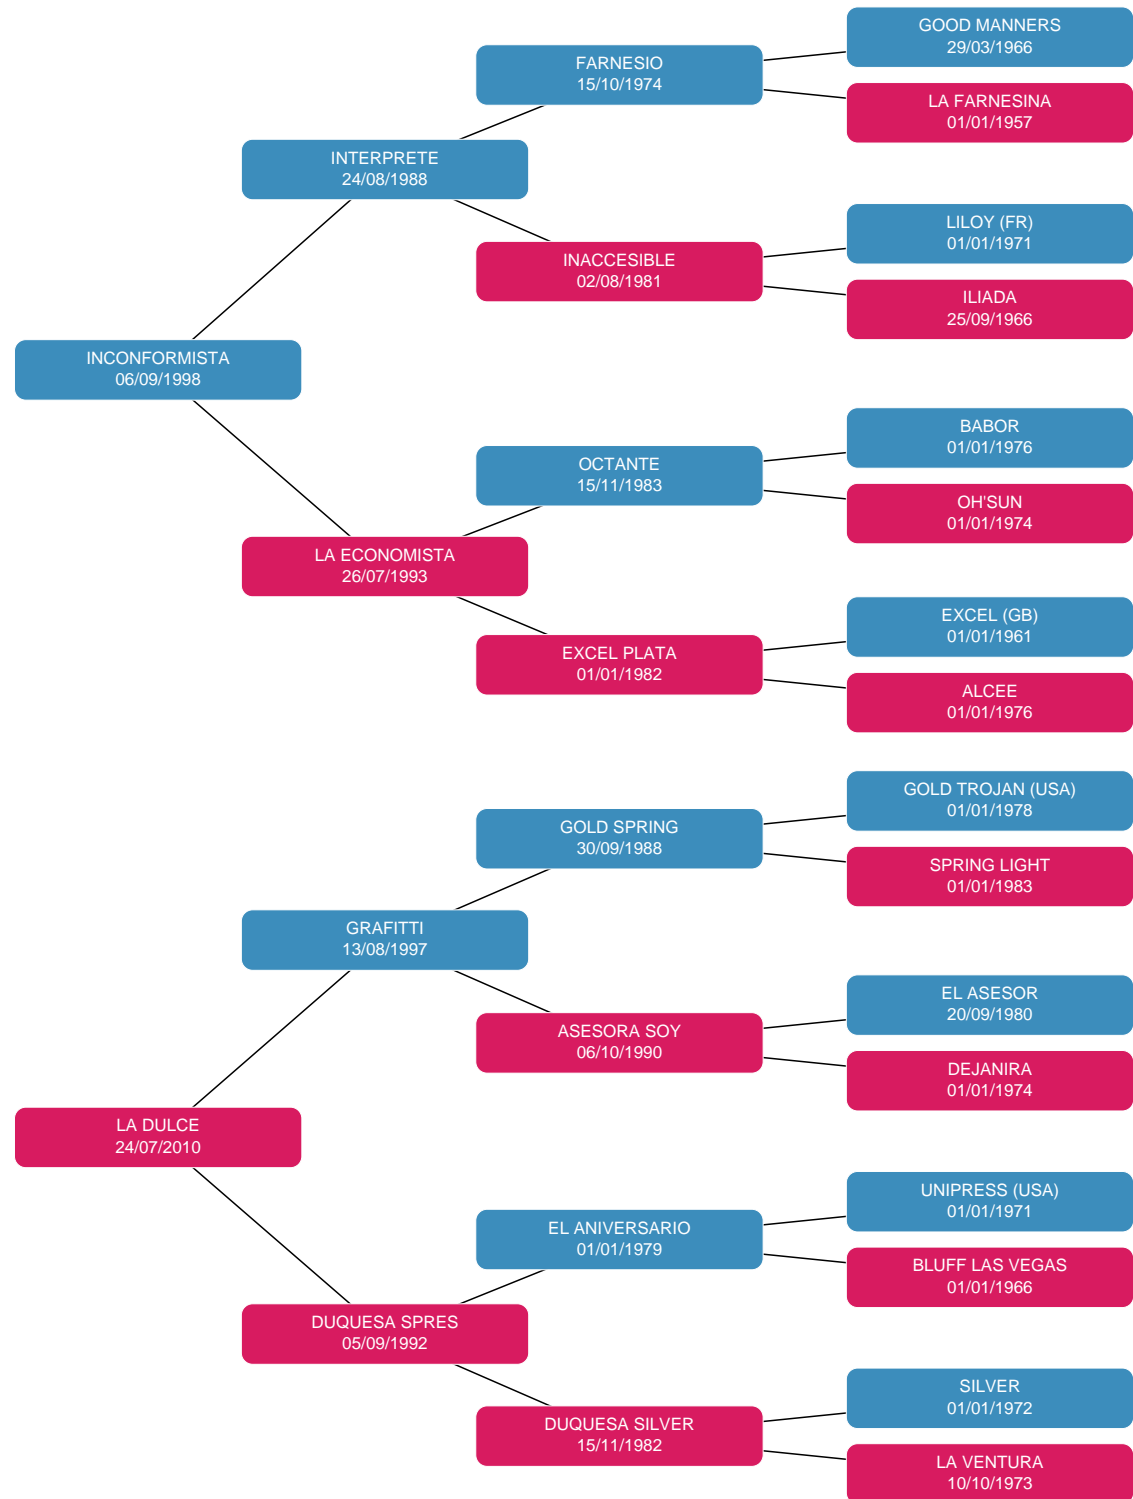 GOOD MANNERS
29/03/1966
FARNESIO
15/10/1974
LA FARNESINA
01/01/1957
INTERPRETE
24/08/1988
LILOY (FR)
01/01/1971
INACCESIBLE
02/08/1981
ILIADA
25/09/1966
INCONFORMISTA
06/09/1998
BABOR
01/01/1976
OCTANTE
15/11/1983
OH'SUN
01/01/1974
LA ECONOMISTA
26/07/1993
EXCEL (GB)
01/01/1961
EXCEL PLATA
01/01/1982
ALCEE
01/01/1976
GOLD TROJAN (USA)
01/01/1978
GOLD SPRING
30/09/1988
SPRING LIGHT
01/01/1983
GRAFITTI
13/08/1997
EL ASESOR
20/09/1980
ASESORA SOY
06/10/1990
DEJANIRA
01/01/1974
LA DULCE
24/07/2010
UNIPRESS (USA)
01/01/1971
EL ANIVERSARIO
01/01/1979
BLUFF LAS VEGAS
01/01/1966
DUQUESA SPRES
05/09/1992
SILVER
01/01/1972
DUQUESA SILVER
15/11/1982
LA VENTURA
10/10/1973